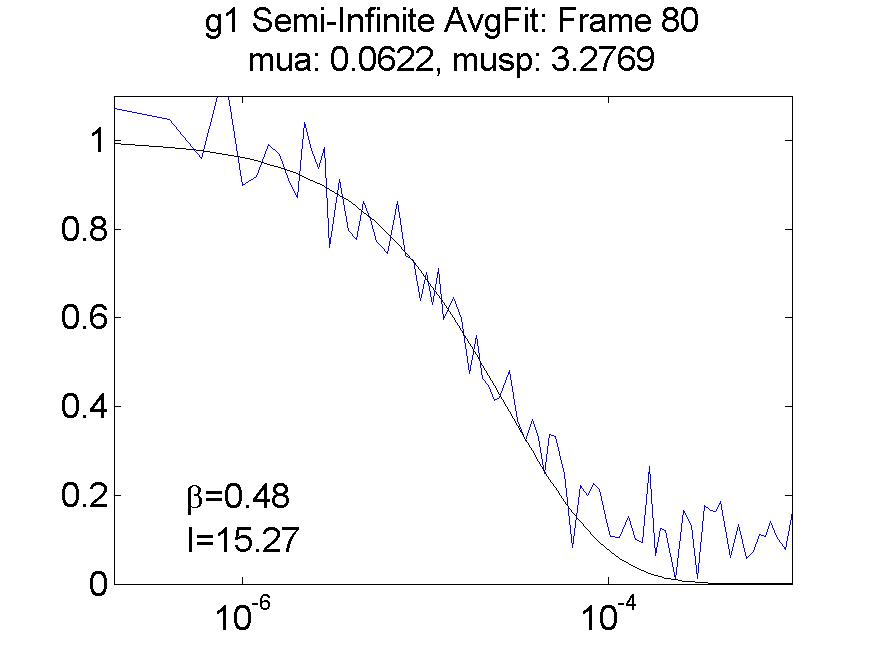 g1 Semi-Infinite AvgFit: Frame 80
mua: 0.0622, musp: 3.2769
1
0.8
0.6
0.4
0.2
0
β=0.48
I=15.27
10^-6
10^-4